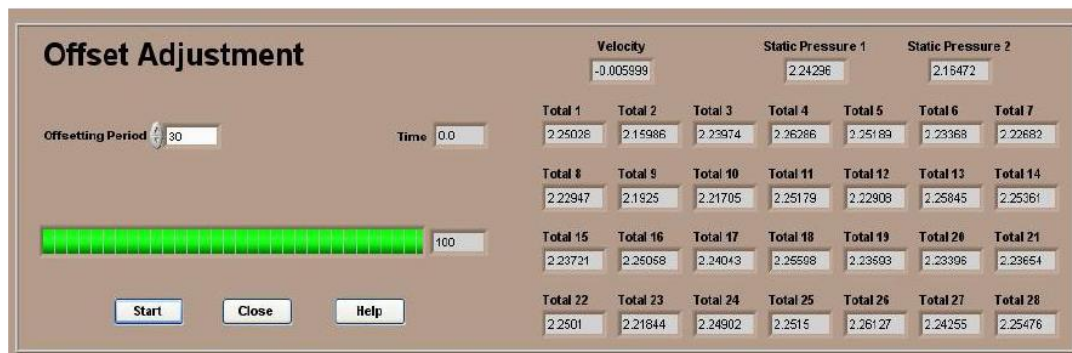 Offset Adjustment
Velocity Static Pressure 1 Static Pressure 2
-0.005999 2.24296 2.16472
Offsetting Period 30 Time 0.0
Total 1 Total 2 Total 3 Total 4 Total 5 Total 6 Total 7
2.25028 2.15986 2.23974 2.26286 2.25189 2.23368 2.22682
Total 8 Total 9 Total 10 Total 11 Total 12 Total 13 Total 14
2.22947 2.1925 2.21705 2.25179 2.22908 2.25845 2.25361
100
Total 15 Total 16 Total 17 Total 18 Total 19 Total 20 Total 21
2.23721 2.25058 2.24043 2.25598 2.23593 2.23396 2.23654
Start Close Help
Total 22 Total 23 Total 24 Total 25 Total 26 Total 27 Total 28
2.2501 2.21844 2.24902 2.2515 2.26127 2.24255 2.25476